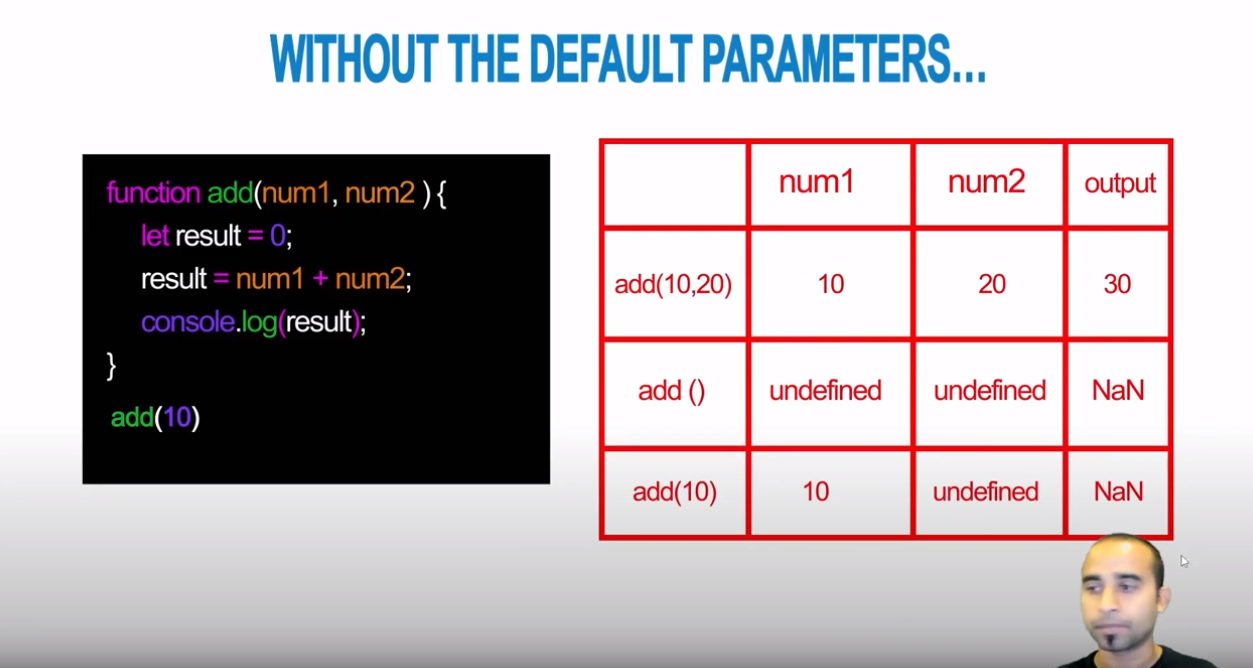 WITHOUT THE DEFAULT PARAMETERS...
function add(num1, num2 ) {
let result = 0;
result = num1 + num2;
console.log(result);
}
add(10)
num1 num2 output
add(10,20) 10 20 30
add () undefined undefined NaN
add(10) 10 undefined NaN